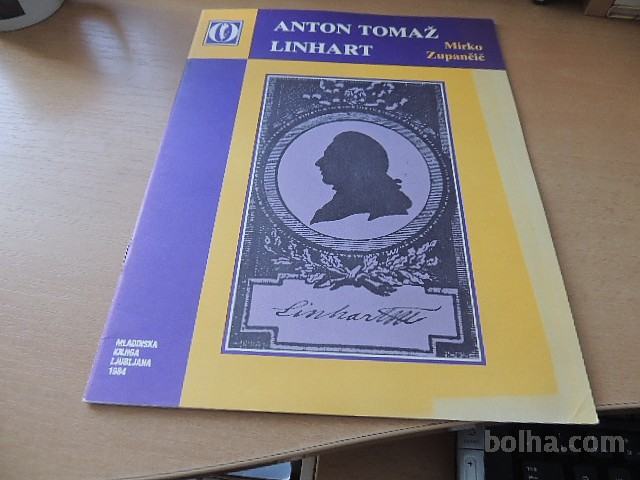 ANTON TOMAŽ
LINHART
Mirko
Zupančič
Linhart
MLADINSKA
KNJIGA
LJUBLJANA
1984
bolha.com